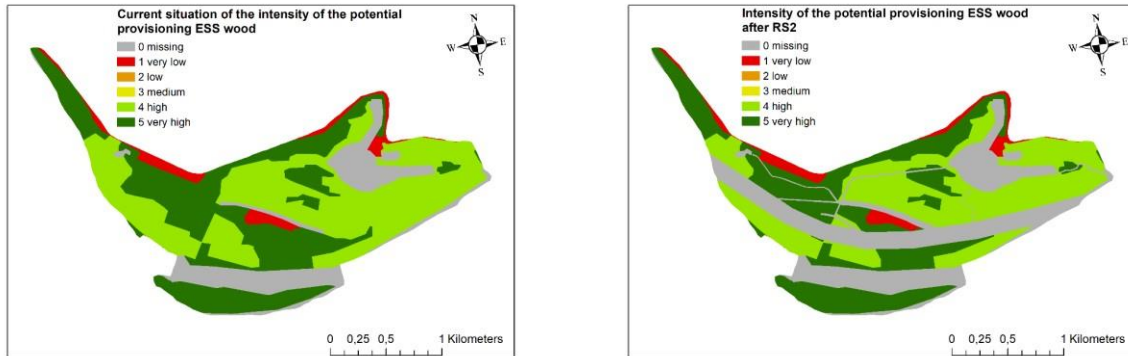 Current situation of the intensity of the potential
provisioning ESS wood
0 missing
1 very low
2 low
3 medium
4 high
5 very high
N
W E
S
0 0,25 0,5 1 Kilometers
Intensity of the potential provisioning ESS wood
after RS2
0 missing
1 very low
2 low
3 medium
4 high
5 very high
N
W E
S
0 0,25 0,5 1 Kilometers